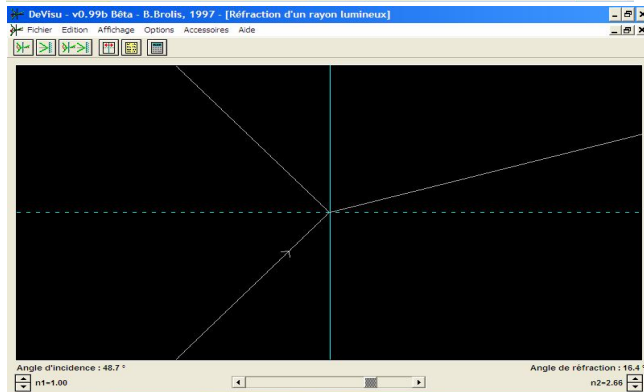 DeVisu - v0.99b Bêta - B.Brolis, 1997 - [Réfraction d'un rayon lumineux]
Fichier Edition Affichage Options Accessoires Aide
Angle d'incidence : 48.7 ° Angle de réfraction : 16.4
n1=1.00 n2=2.66